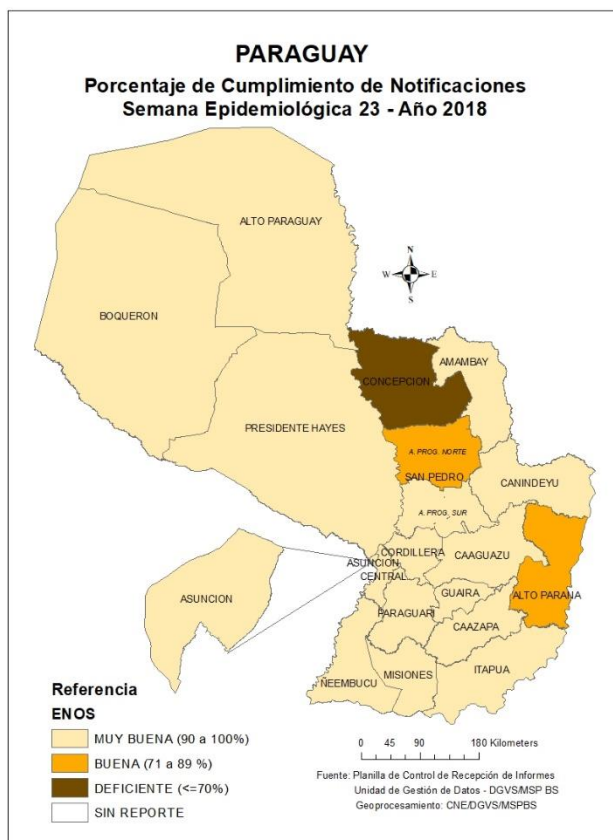 PARAGUAY
Porcentaje de Cumplimiento de Notificaciones
Semana Epidemiológica 23 - Año 2018
ALTO PARAGUAY
N
W E
S
BOQUERON
AMAMBAY
CONCEPCION
PRESIDENTE HAYES
A. PROG. NORTE
SAN PEDRO
CANINDEYU
A. PROG. SUR
CORDILLERA
CAAGUAZU
ASUNCION
CENTRAL
ASUNCION
GUAIRA
ALTO PARANA
PARAGUARI
CAAZAPA
ÑEEMBUCU
MISIONES
ITAPUA
Referencia
ENOS
MUY BUENA (90 a 100%)
BUENA (71 a 89 %)
DEFICIENTE (<=70%)
SIN REPORTE
0 45 90 180 Kilometers
Fuente: Planilla de Control de Recepción de Informes
Unidad de Gestión de Datos - DGVS/MSP BS
Geoprocesamiento: CNE/DGVS/MSPBS